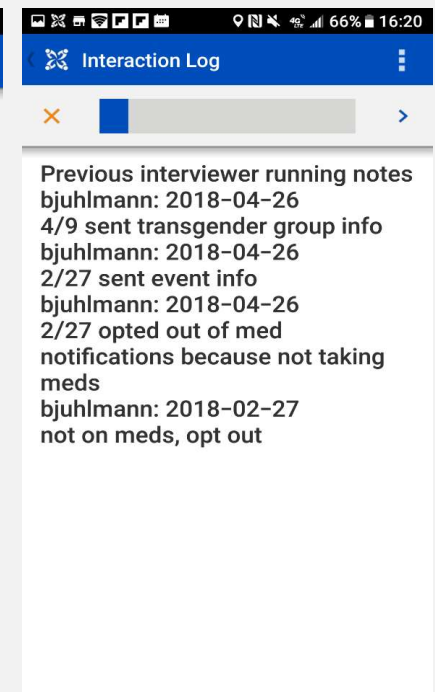 66% 16:20
Interaction Log
Previous interviewer running notes
bjuhlmann: 2018-04-26
4/9 sent transgender group info
bjuhlmann: 2018-04-26
2/27 sent event info
bjuhlmann: 2018-04-26
2/27 opted out of med
notifications because not taking
meds
bjuhlmann: 2018-02-27
not on meds, opt out